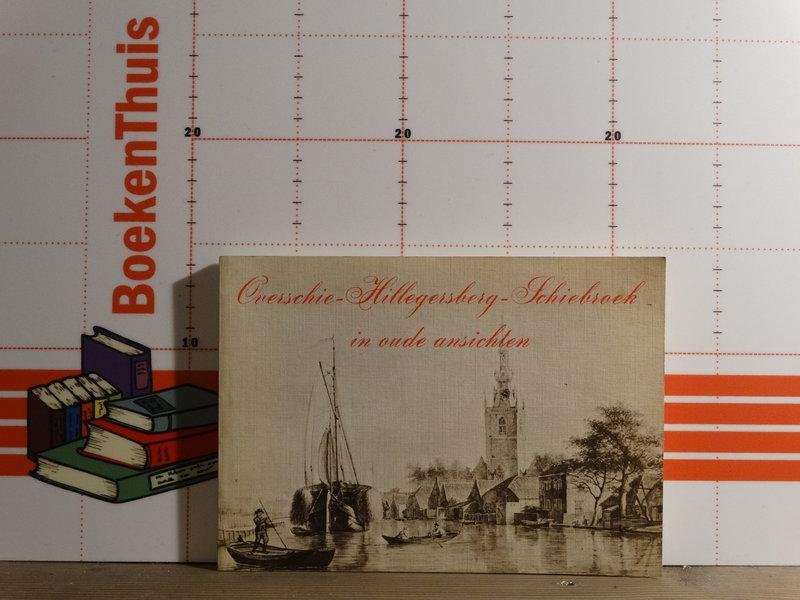 BoekenThuis
20
20
20
10
Overschie-Hillegersberg-Schiebroek
in oude ansichten